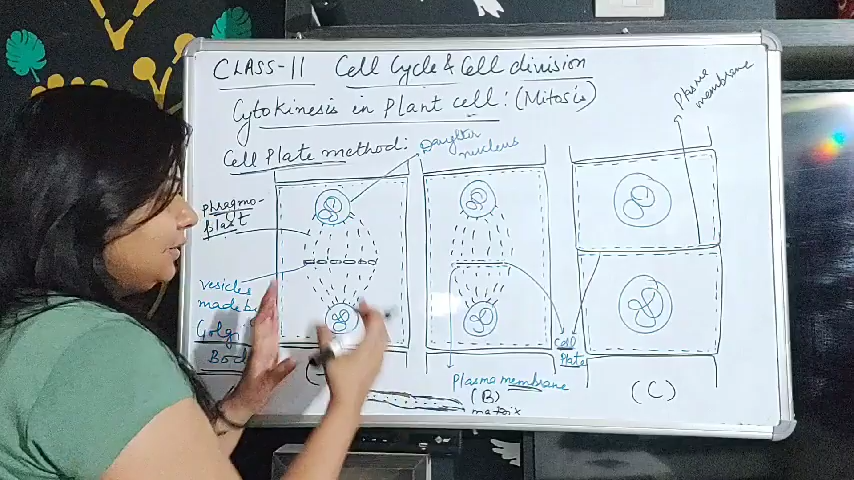 CLASS-11 Cell Cycle & Cell division
Cytokinesis in Plant cell: (Mitosis)
Cell Plate method:
Daughter
nucleus
Plasma
membrane
Phragmo-
plast
vesicles
made by
Golgi
Cell
Plate
Plasma membrane
(B)
matrix
(C)